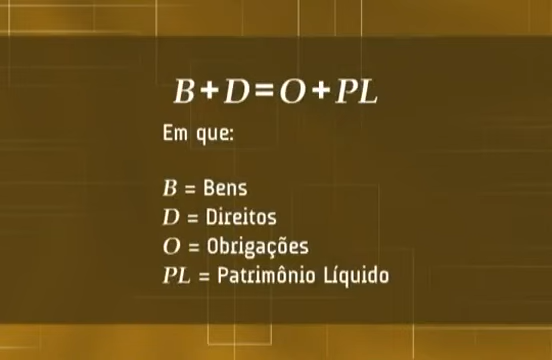 B+D=O+PL
Em que:
B = Bens
D = Direitos
O = Obrigações
PL = Patrimônio Líquido